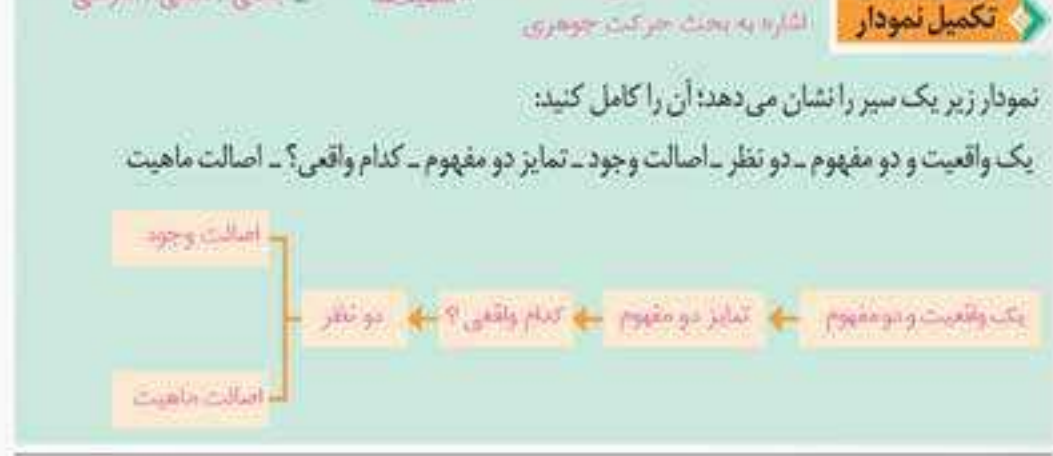 تکمیل نمودار
اشاره به بحث حرکت جوهری
نمودار زیر یک سیر را نشان می‌دهد؛ آن را کامل کنید:
یک واقعیت و دو مفهوم ـ دو نظر ـ اصالت وجود ـ تمایز دو مفهوم ـ کدام واقعی؟ ـ اصالت ماهیت
اصالت وجود
یک واقعیت و دو مفهوم
تمایز دو مفهوم
کدام واقعی؟
دو نظر
اصالت ماهیت